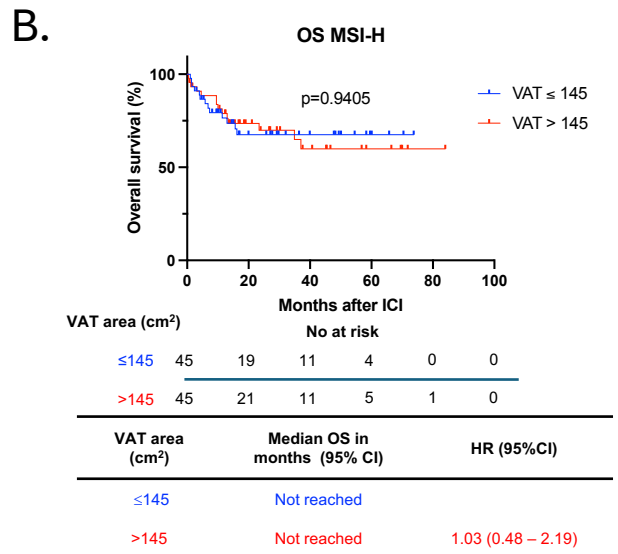 B.
OS MSI-H
p=0.9405
VAT ≤ 145
VAT > 145
Overall survival (%)
100
50
0
0 20 40 60 80 100
Months after ICI
VAT area (cm²)
No at risk
≤145 45 19 11 4 0 0
>145 45 21 11 5 1 0
VAT area (cm²) Median OS in months (95% CI) HR (95%CI)
≤145 Not reached
>145 Not reached 1.03 (0.48 – 2.19)